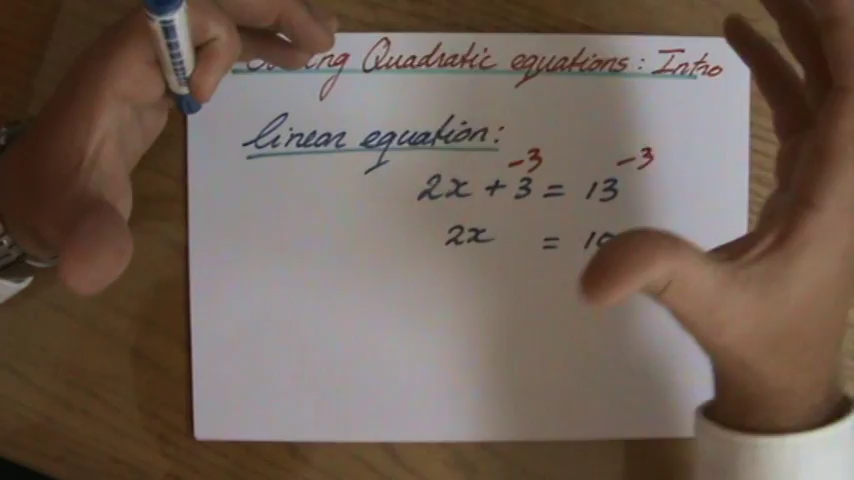 Quadratic equations: Intro
linear equation:
-3 -3
2x + 3 = 13
2x =